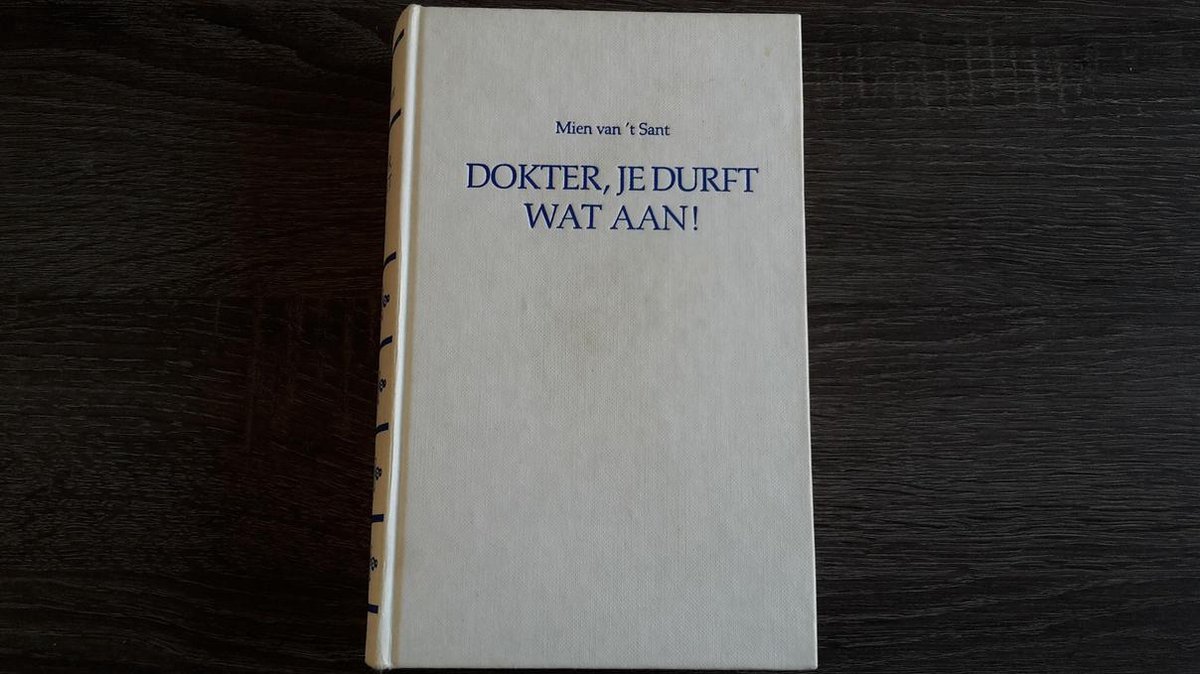 Mien van 't Sant
DOKTER, JE DURFT
WAT AAN!